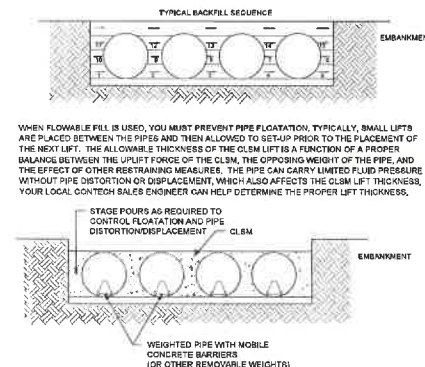 TYPICAL BACKFILL SEQUENCE
EMBANKMENT
12 13 14
10
WHEN FLOWABLE FILL IS USED, YOU MUST PREVENT PIPE FLOATATION, TYPICALLY, SMALL LIFTS
ARE PLACED BETWEEN THE PIPES AND THEN ALLOWED TO SET-UP PRIOR TO THE PLACEMENT OF
THE NEXT LIFT. THE ALLOWABLE THICKNESS OF THE CLSM LIFT IS A FUNCTION OF A PROPER
BALANCE BETWEEN THE UPLIFT FORCE OF THE CLSM, THE OPPOSING WEIGHT OF THE PIPE, AND
THE EFFECT OF OTHER RESTRAINING MEASURES. THE PIPE CAN CARRY LIMITED FLUID PRESSURE
WITHOUT PIPE DISTORTION OR DISPLACEMENT, WHICH ALSO AFFECTS THE CLSM LIFT THICKNESS.
YOUR LOCAL CONTECH SALES ENGINEER CAN HELP DETERMINE THE PROPER LIFT THICKNESS.
STAGE POURS AS REQUIRED TO
CONTROL FLOATATION AND PIPE
DISTORTION/DISPLACEMENT
CLSM
EMBANKMENT
WEIGHTED PIPE WITH MOBILE
CONCRETE BARRIERS
(OR OTHER REMOVABLE WEIGHTS)